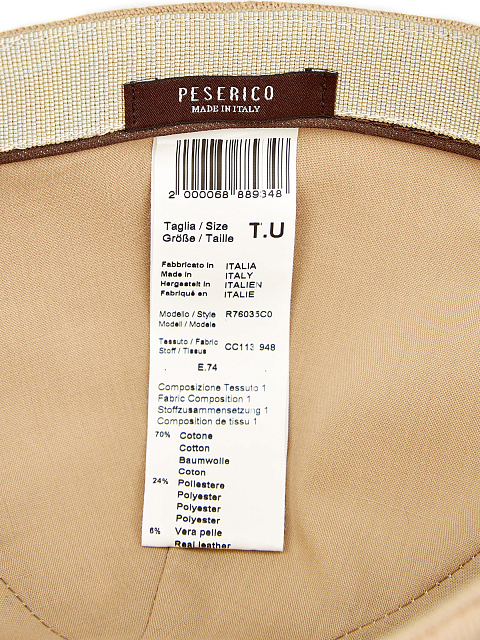 PESERICO
MADE IN ITALY
2 000068 889348
Taglia / Size
Größe / Taille
T.U
Fabbricato in ITALIA
Made in ITALY
Hergestellt in ITALIEN
Fabriqué en ITALIE
Modello / Style R76035C0
Modell / Modèle
Tessuto / Fabric CC113 948
Stoff / Tissus
E.74
Composizione Tessuto 1
Fabric Composition 1
Stoffzusammensetzung 1
Composition de tissu 1
70% Cotone
Cotton
Baumwolle
Coton
24% Poliestere
Polyester
Polyester
Polyester
6% Vera pelle
Real leather